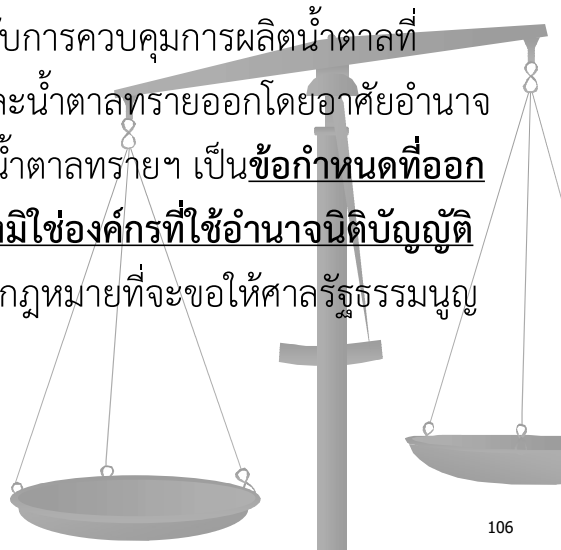 บการควบคุมการผลิตน้ำตาลที่
ละน้ำตาลทรายออกโดยอาศัยอำนาจ
น้ำตาลทรายฯ เป็นข้อกำหนดที่ออก
มิใช่องค์กรที่ใช้อำนาจนิติบัญญัติ
กฎหมายที่จะขอให้ศาลรัฐธรรมนูญ
106